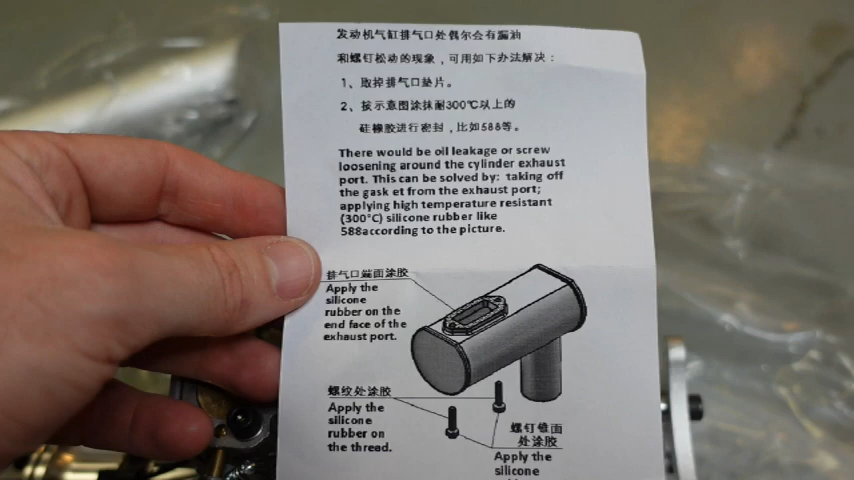 发动机气缸排气口处偶尔会有漏油
和螺钉松动的现象，可用如下办法解决：
1、取掉排气口垫片。
2、按示意图涂抹耐300℃以上的
硅橡胶进行密封，比如588等。
There would be oil leakage or screw
loosening around the cylinder exhaust
port. This can be solved by: taking off
the gask et from the exhaust port;
applying high temperature resistant
(300°C) silicone rubber like
588according to the picture.
排气口端面涂胶
Apply the
silicone
rubber on the
end face of the
exhaust port.
螺纹处涂胶
Apply the
silicone
rubber on
the thread.
螺钉锥面
处涂胶
Apply the
silicone